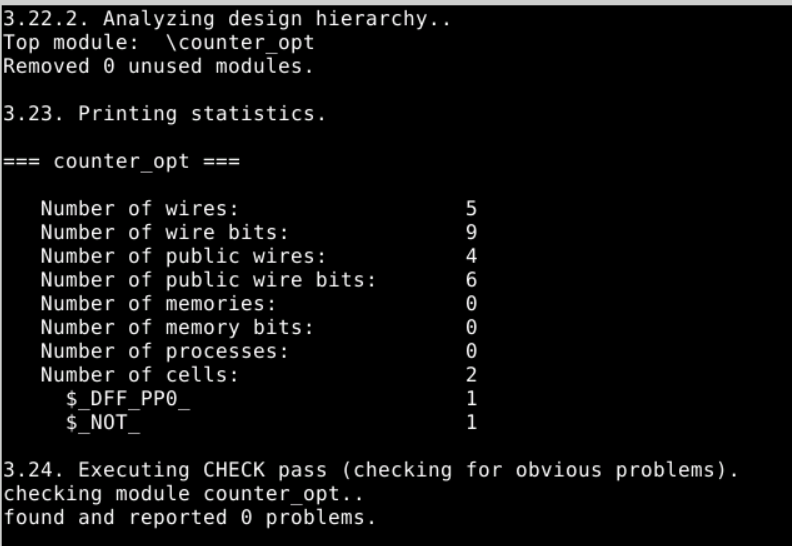 3.22.2. Analyzing design hierarchy..
Top module:  \counter_opt
Removed 0 unused modules.

3.23. Printing statistics.

=== counter_opt ===

   Number of wires:                  5
   Number of wire bits:              9
   Number of public wires:           4
   Number of public wire bits:       6
   Number of memories:               0
   Number of memory bits:            0
   Number of processes:              0
   Number of cells:                  2
     $_DFF_PP0_                      1
     $_NOT_                          1

3.24. Executing CHECK pass (checking for obvious problems).
checking module counter_opt..
found and reported 0 problems.